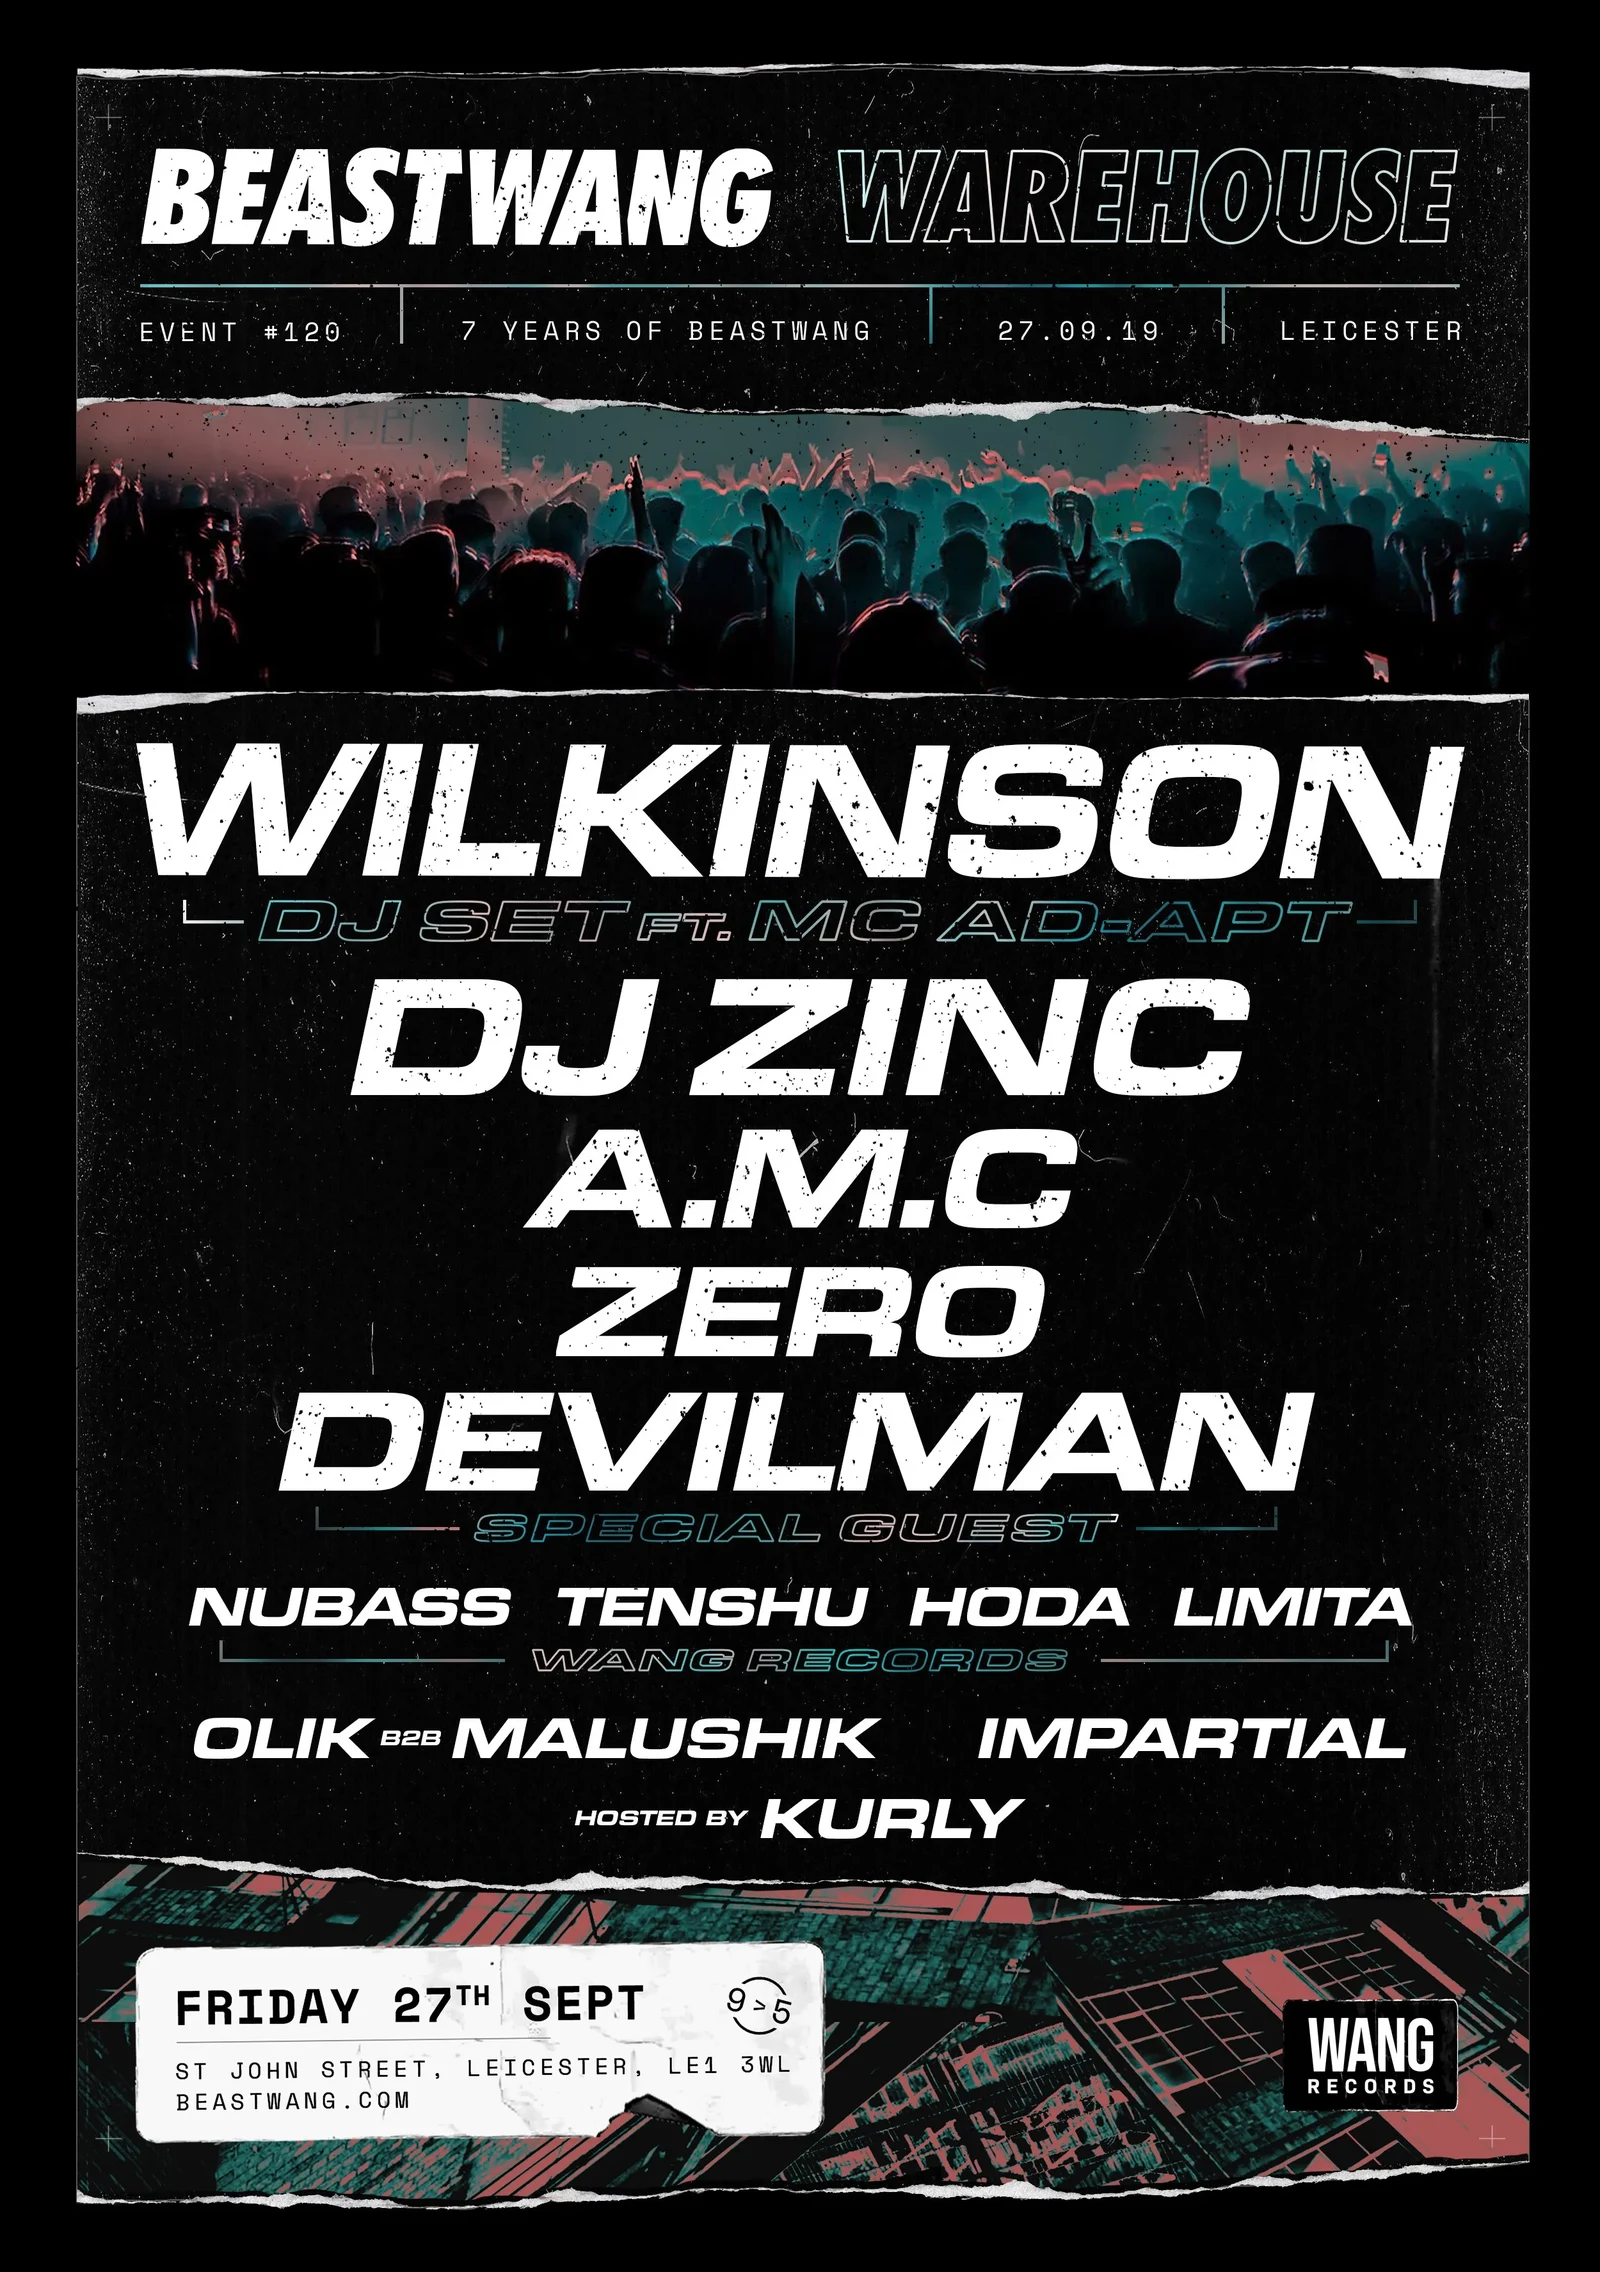 BEASTWANG WAREHOUSE
EVENT #120 7 YEARS OF BEASTWANG 27.09.19 LEICESTER
WILKINSON
DJ SET FT. MC AD-APT
DJ ZINC
A.M.C
ZERO
DEVILMAN
SPECIAL GUEST
NUBASS TENSHU HODA LIMITA
WANG RECORDS
OLIK B2B MALUSHIK IMPARTIAL
HOSTED BY KURLY
FRIDAY 27TH SEPT 9>5
ST JOHN STREET, LEICESTER, LE1 3WL
BEASTWANG.COM
WANG
RECORDS